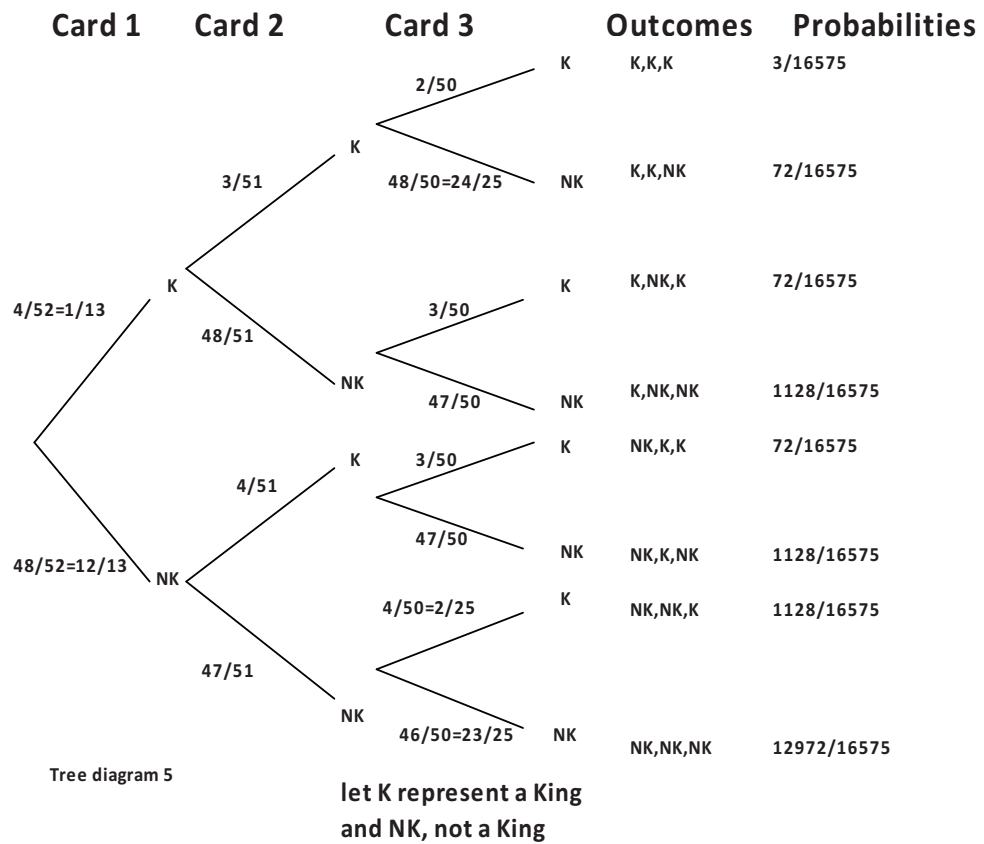 Card 1 Card 2 Card 3 Outcomes Probabilities
K K,K,K 3/16575
2/50
K
48/50=24/25 NK K,K,NK 72/16575
3/51
K K K,NK,K 72/16575
4/52=1/13 3/50
48/51
NK
47/50 NK K,NK,NK 1128/16575
K 3/50 K NK,K,K 72/16575
4/51
47/50
48/52=12/13 NK NK NK,K,NK 1128/16575
4/50=2/25 K NK,NK,K 1128/16575
47/51
NK
46/50=23/25 NK NK,NK,NK 12972/16575
Tree diagram 5
let K represent a King
and NK, not a King